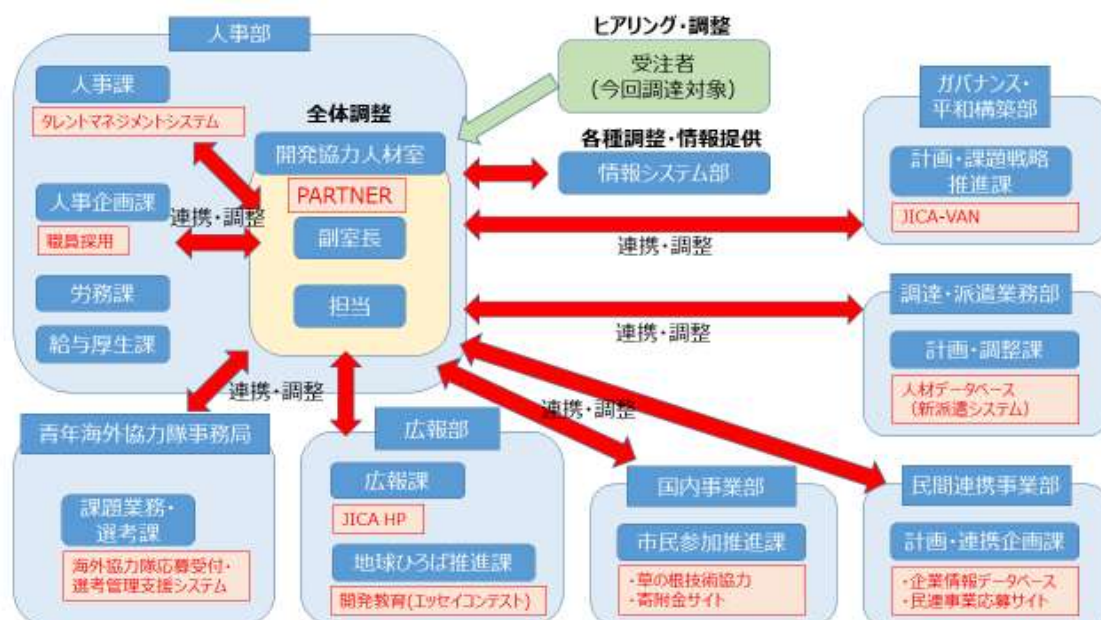 人事部
人事課
タレントマネジメントシステム
人事企画課
職員採用
労務課
給与厚生課
全体調整
開発協力人材室
PARTNER
副室長
担当
連携・調整
ヒアリング・調整
受注者
(今回調達対象)
各種調整・情報提供
情報システム部
連携・調整
ガバナンス・
平和構築部
計画・課題戦略
推進課
JICA-VAN
連携・調整
調達・派遣業務部
計画・調整課
人材データベース
(新派遣システム)
連携・調整
青年海外協力隊事務局
課題業務・
選考課
海外協力隊応募受付・
選考管理支援システム
広報部
広報課
JICA HP
地球ひろば推進課
開発教育(エッセイコンテスト)
連携・調整
国内事業部
市民参加推進課
・草の根技術協力
・寄附金サイト
民間連携事業部
計画・連携企画課
・企業情報データベース
・民連事業応募サイト